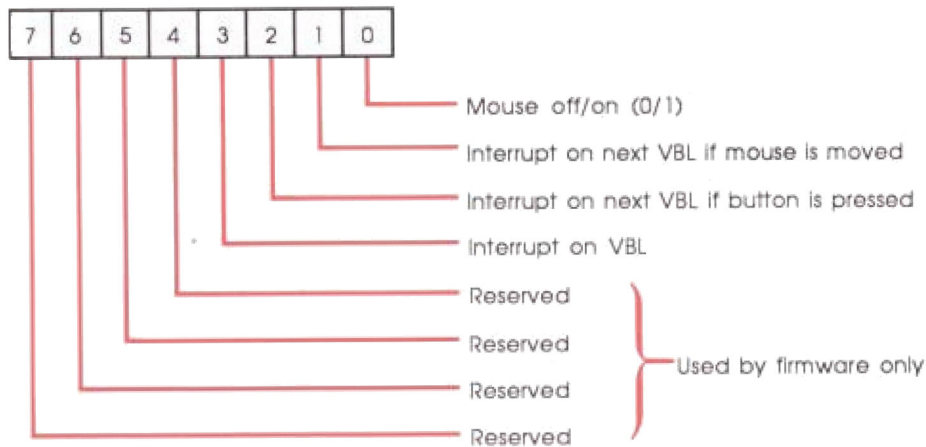 7 6 5 4 3 2 1 0
Mouse off/on (0/1)
Interrupt on next VBL if mouse is moved
Interrupt on next VBL if button is pressed
Interrupt on VBL
Reserved
Reserved
Used by firmware only
Reserved
Reserved